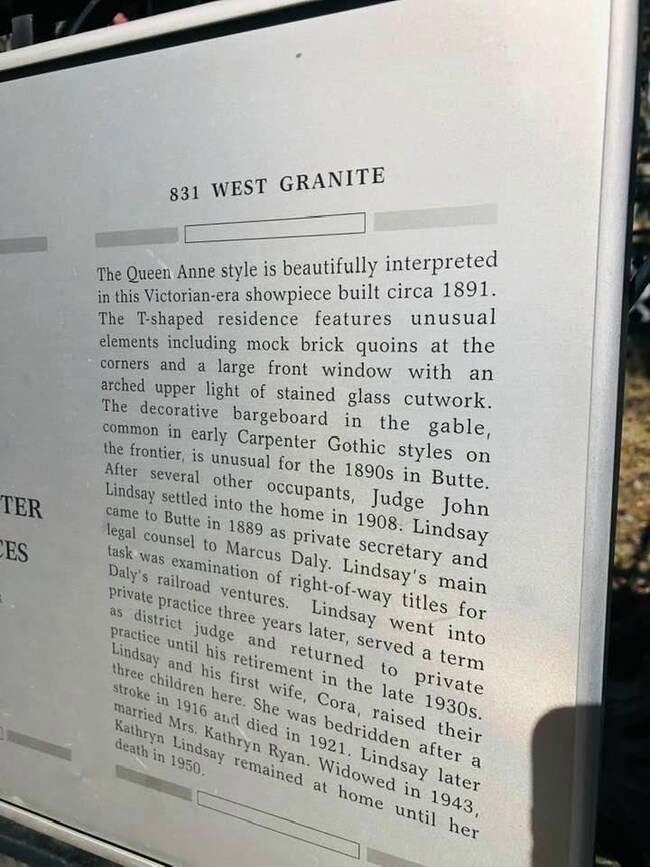 831 WEST GRANITE
The Queen Anne style is beautifully interpreted
in this Victorian-era showpiece built circa 1891.
The T-shaped residence features unusual
elements including mock brick quoins at the
corners and a large front window with an
arched upper light of stained glass cutwork.
The decorative bargeboard in the gable,
common in early Carpenter Gothic styles on
the frontier, is unusual for the 1890s in Butte.
After several other occupants, Judge John
Lindsay settled into the home in 1908. Lindsay
came to Butte in 1889 as private secretary and
legal counsel to Marcus Daly. Lindsay's main
task was examination of right-of-way titles for
Daly's railroad ventures. Lindsay went into
private practice three years later, served a term
as district judge and returned to private
practice until his retirement in the late 1930s.
Lindsay and his first wife, Cora, raised their
three children here. She was bedridden after a
stroke in 1916 and died in 1921. Lindsay later
married Mrs. Kathryn Ryan. Widowed in 1943,
Kathryn Lindsay remained at home until her
death in 1950.
TER
CES